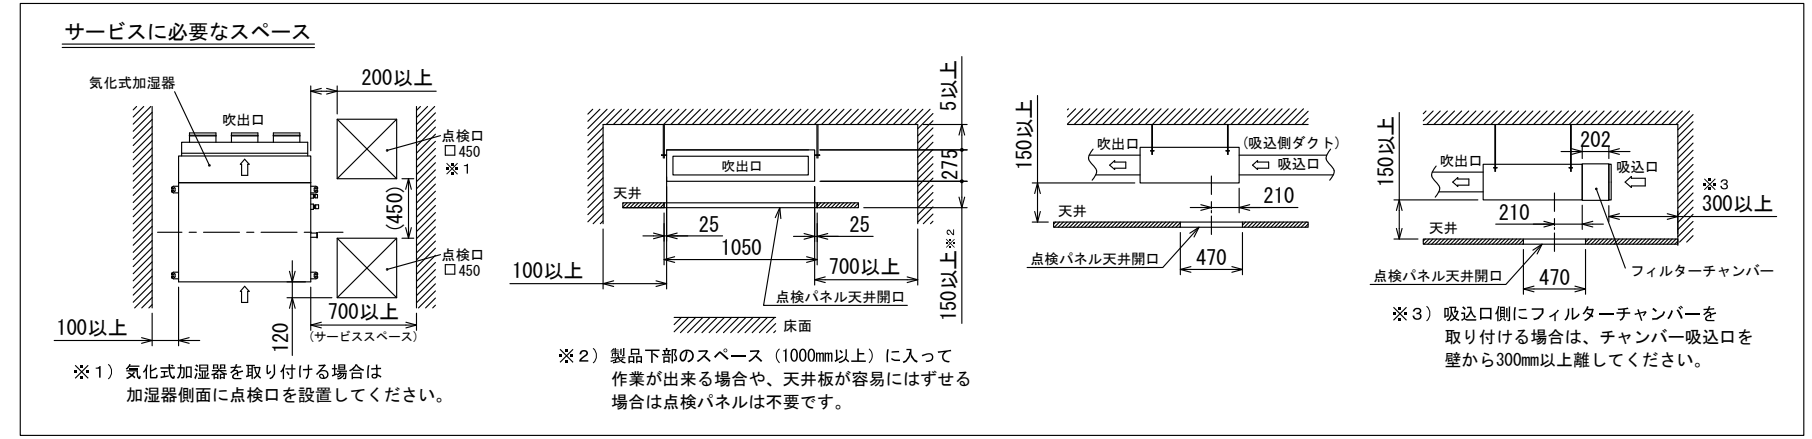 サービスに必要なスペース
気化式加湿器
200以上
吹出口
点検口
□450
※1
(450)
点検口
□450
100以上
120
700以上
(サービススペース)
※1）気化式加湿器を取り付ける場合は
加湿器側面に点検口を設置してください。
5以上
吹出口
275
天井
25
25
1050
100以上
700以上
150以上※2
点検パネル天井開口
床面
※2）製品下部のスペース（1000mm以上）に入って
作業が出来る場合や、天井板が容易にはずせる
場合は点検パネルは不要です。
150以上
吹出口
(吸込側ダクト)
吸込口
天井
210
点検パネル天井開口
470
150以上
吹出口
202
吸込口
※3
300以上
210
天井
点検パネル天井開口
470
フィルターチャンバー
※3）吸込口側にフィルターチャンバーを
取り付ける場合は、チャンバー吸込口を
壁から300mm以上離してください。